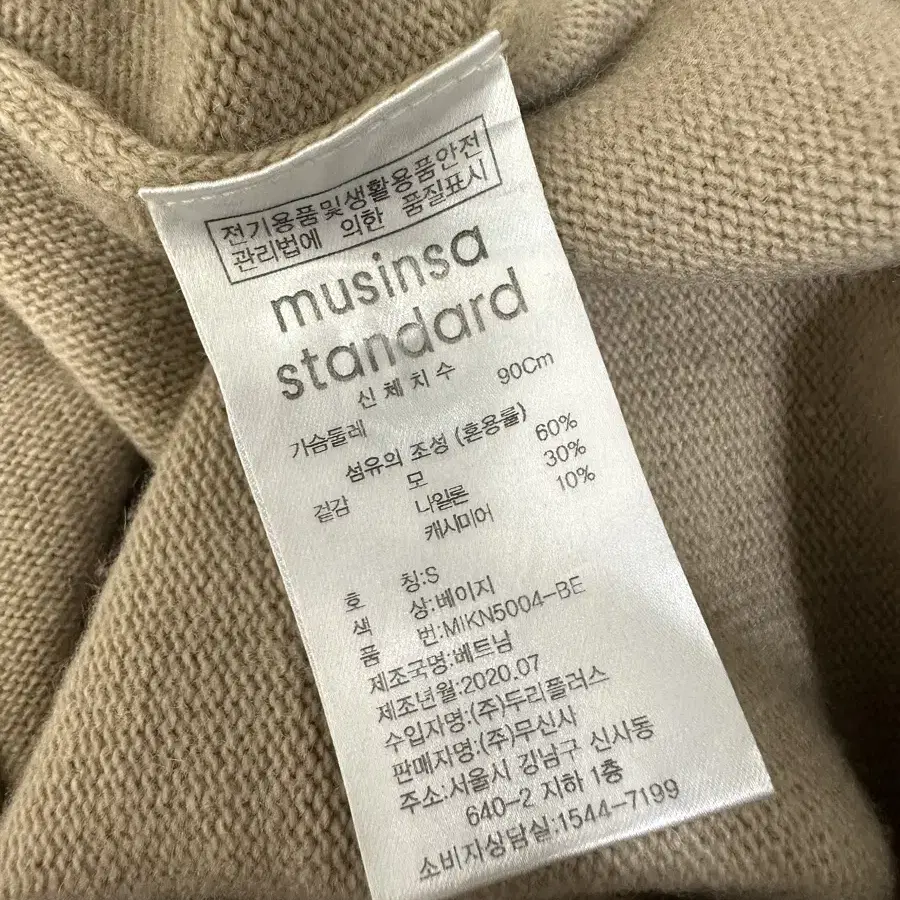 전기용품및생활용품안전
관리법에 의한 품질표시
musinsa
standard
신체치수
가슴둘레 90Cm
섬유의 조성 (혼용률)
겉감 모 60%
나일론 30%
캐시미어 10%
호 칭:S
색 상:베이지
품 번:MIKN5004-BE
제조국명:베트남
제조년월:2020.07
수입자명:(주)두리플러스
판매자명:(주)무신사
주소:서울시 강남구 신사동
640-2 지하 1층
소비자상담실:1544-7199